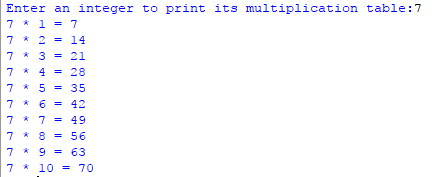 Enter an integer to print its multiplication table:7
7 * 1 = 7
7 * 2 = 14
7 * 3 = 21
7 * 4 = 28
7 * 5 = 35
7 * 6 = 42
7 * 7 = 49
7 * 8 = 56
7 * 9 = 63
7 * 10 = 70